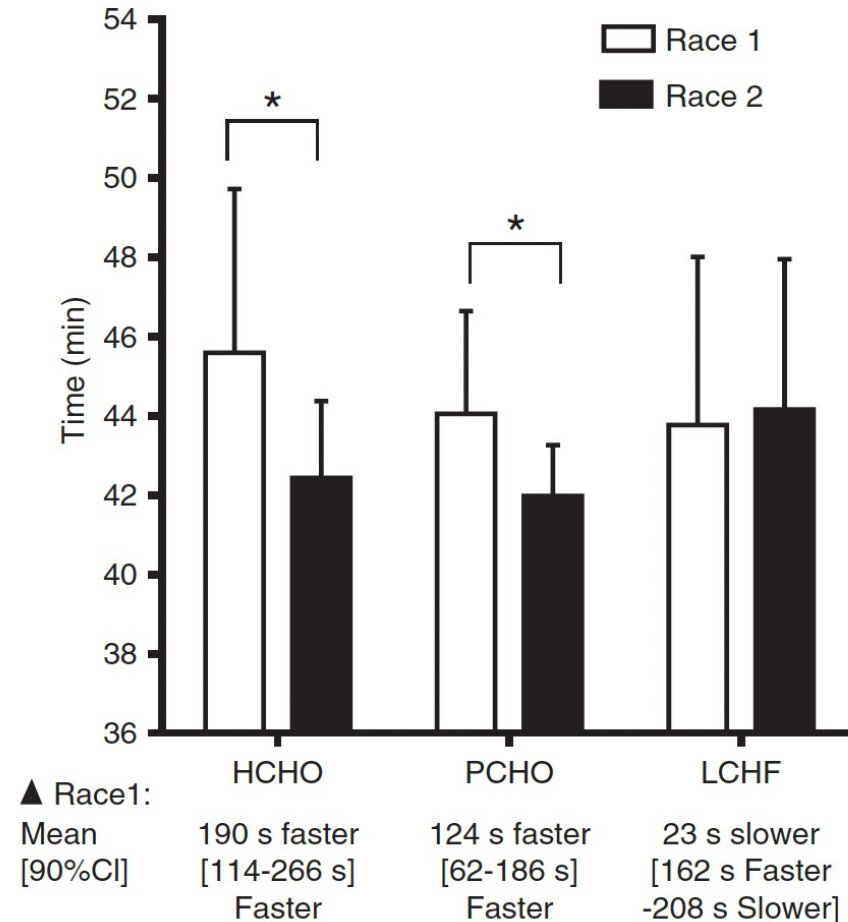 54
52
50
48
46
44
42
40
38
36
Time (min)
Race 1
Race 2
*
*
HCHO PCHO LCHF
▲ Race1:
Mean 190 s faster 124 s faster 23 s slower
[90%CI] [114-266 s] [62-186 s] [162 s Faster
Faster Faster -208 s Slower]